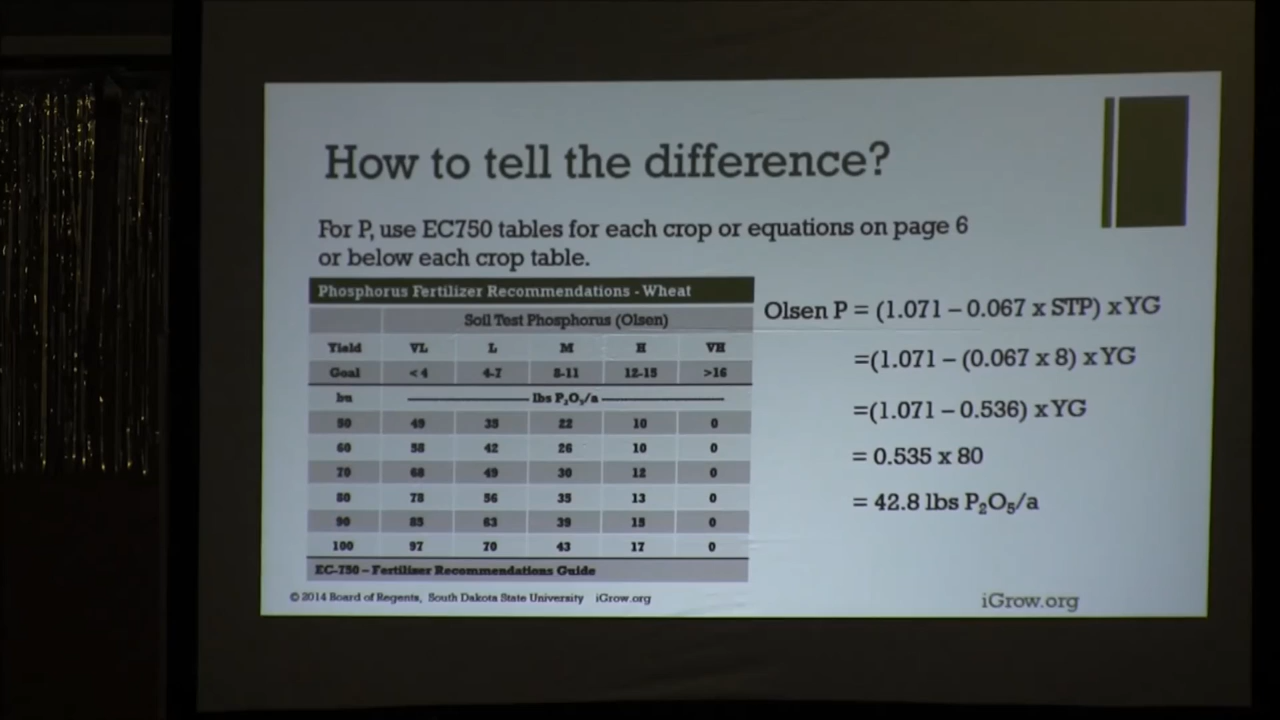 How to tell the difference?
For P, use EC750 tables for each crop or equations on page 6
or below each crop table.
Phosphorus Fertilizer Recommendations - Wheat
Soil Test Phosphorus (Olsen)
Yield VL L M H VH
Goal <4 4-7 8-11 12-15 >16
bu lbs P₂O₅/a
50 49 35 22 10 0
60 58 42 26 10 0
70 68 49 30 12 0
80 78 56 35 13 0
90 85 63 39 15 0
100 97 70 43 17 0
EC-750 – Fertilizer Recommendations Guide
Olsen P = (1.071 – 0.067 x STP) x YG
=(1.071 – (0.067 x 8) x YG
=(1.071 – 0.536) x YG
= 0.535 x 80
= 42.8 lbs P₂O₅/a
© 2014 Board of Regents, South Dakota State University iGrow.org
iGrow.org